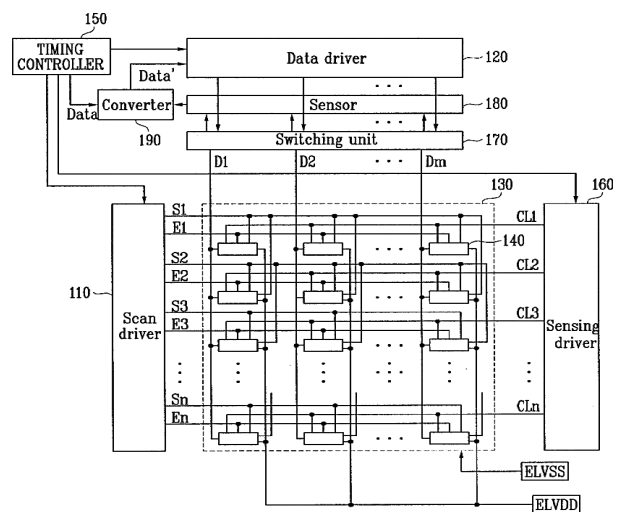 150
TIMING
CONTROLLER
Data driver
120
Data'
Data
Converter
190
Sensor
180
Switching unit
170
D1
D2
Dm
130
160
110
Scan
driver
S1
E1
S2
E2
S3
E3
Sn
En
140
CL1
CL2
CL3
CLn
Sensing
driver
ELVSS
ELVDD